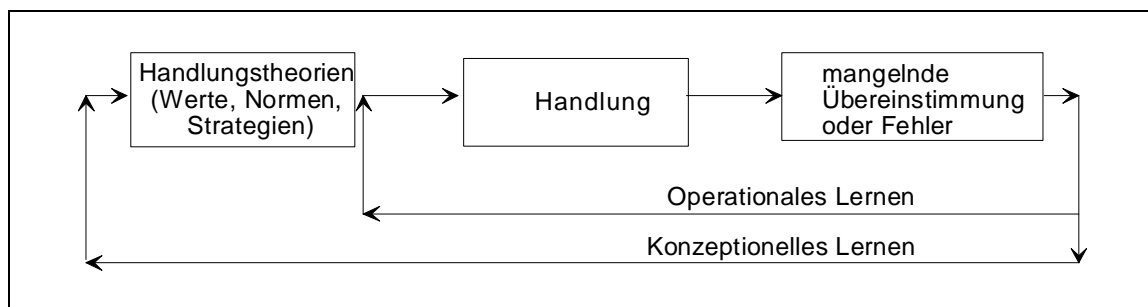 Handlungstheorien
(Werte, Normen,
Strategien)
Handlung
mangelnde
Übereinstimmung
oder Fehler
Operationales Lernen
Konzeptionelles Lernen